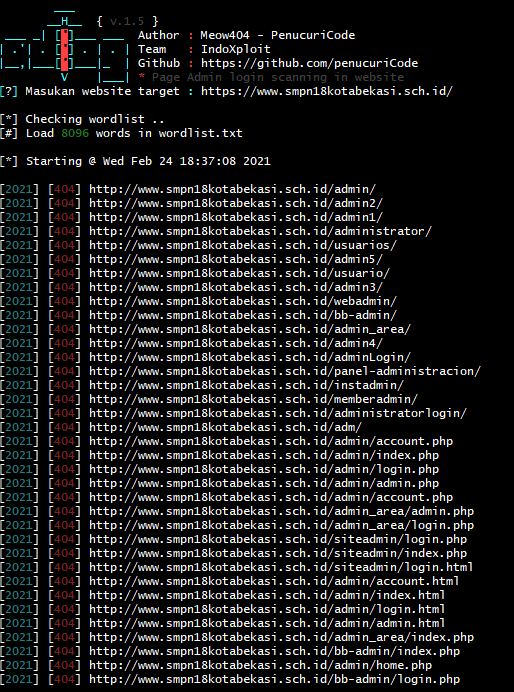 { v.1.5 }
Author : Meow404 - PenucuriCode
Team : IndoXploit
Github : https://github.com/penucuriCode
* Page Admin login scanning in website
[?] Masukan website target : https://www.smpn18kotabekasi.sch.id/
[*] Checking wordlist ..
[#] Load 8096 words in wordlist.txt
[*] Starting @ Wed Feb 24 18:37:08 2021
[2021] [404] http://www.smpn18kotabekasi.sch.id/admin/
[2021] [404] http://www.smpn18kotabekasi.sch.id/admin2/
[2021] [404] http://www.smpn18kotabekasi.sch.id/admin1/
[2021] [404] http://www.smpn18kotabekasi.sch.id/administrator/
[2021] [404] http://www.smpn18kotabekasi.sch.id/usuarios/
[2021] [404] http://www.smpn18kotabekasi.sch.id/admin5/
[2021] [404] http://www.smpn18kotabekasi.sch.id/usuario/
[2021] [404] http://www.smpn18kotabekasi.sch.id/admin3/
[2021] [404] http://www.smpn18kotabekasi.sch.id/webadmin/
[2021] [404] http://www.smpn18kotabekasi.sch.id/bb-admin/
[2021] [404] http://www.smpn18kotabekasi.sch.id/admin_area/
[2021] [404] http://www.smpn18kotabekasi.sch.id/admin4/
[2021] [404] http://www.smpn18kotabekasi.sch.id/adminLogin/
[2021] [404] http://www.smpn18kotabekasi.sch.id/panel-administracion/
[2021] [404] http://www.smpn18kotabekasi.sch.id/instadmin/
[2021] [404] http://www.smpn18kotabekasi.sch.id/memberadmin/
[2021] [404] http://www.smpn18kotabekasi.sch.id/administratorlogin/
[2021] [404] http://www.smpn18kotabekasi.sch.id/adm/
[2021] [404] http://www.smpn18kotabekasi.sch.id/admin/account.php
[2021] [404] http://www.smpn18kotabekasi.sch.id/admin/index.php
[2021] [404] http://www.smpn18kotabekasi.sch.id/admin/login.php
[2021] [404] http://www.smpn18kotabekasi.sch.id/admin/admin.php
[2021] [404] http://www.smpn18kotabekasi.sch.id/admin/account.php
[2021] [404] http://www.smpn18kotabekasi.sch.id/admin_area/admin.php
[2021] [404] http://www.smpn18kotabekasi.sch.id/admin_area/login.php
[2021] [404] http://www.smpn18kotabekasi.sch.id/siteadmin/login.php
[2021] [404] http://www.smpn18kotabekasi.sch.id/siteadmin/index.php
[2021] [404] http://www.smpn18kotabekasi.sch.id/siteadmin/login.html
[2021] [404] http://www.smpn18kotabekasi.sch.id/admin/account.html
[2021] [404] http://www.smpn18kotabekasi.sch.id/admin/index.html
[2021] [404] http://www.smpn18kotabekasi.sch.id/admin/login.html
[2021] [404] http://www.smpn18kotabekasi.sch.id/admin/admin.html
[2021] [404] http://www.smpn18kotabekasi.sch.id/admin_area/index.php
[2021] [404] http://www.smpn18kotabekasi.sch.id/bb-admin/index.php
[2021] [404] http://www.smpn18kotabekasi.sch.id/admin/home.php
[2021] [404] http://www.smpn18kotabekasi.sch.id/bb-admin/login.php